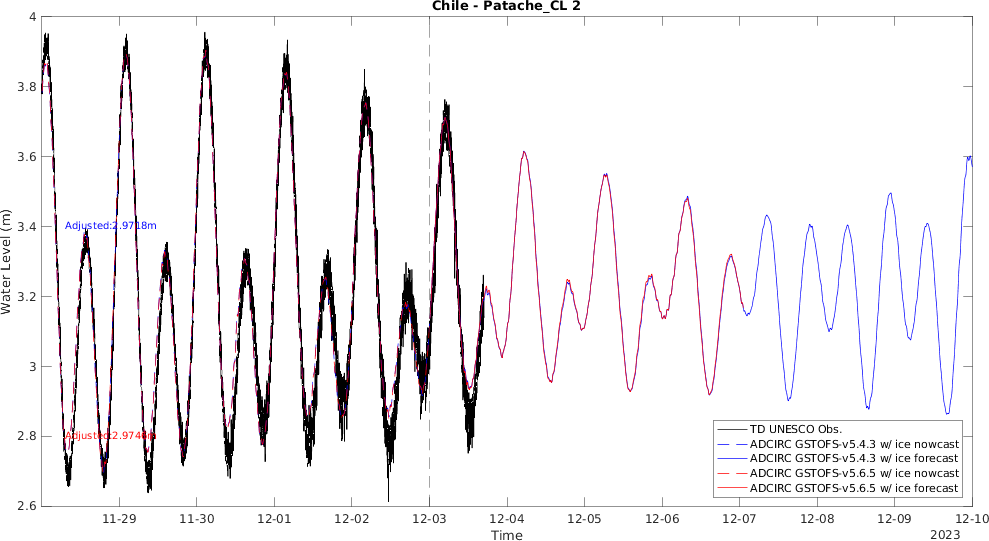 Chile - Patache_CL 2
4
3.8
3.6
3.4
3.2
3
2.8
2.6
Water Level (m)
Adjusted:2.9718m
Adjusted:2.9746m
TD UNESCO Obs.
ADCIRC GSTOFS-v5.4.3 w/ ice nowcast
ADCIRC GSTOFS-v5.4.3 w/ ice forecast
ADCIRC GSTOFS-v5.6.5 w/ ice nowcast
ADCIRC GSTOFS-v5.6.5 w/ ice forecast
11-29 11-30 12-01 12-02 12-03 12-04 12-05 12-06 12-07 12-08 12-09 12-10
Time
2023